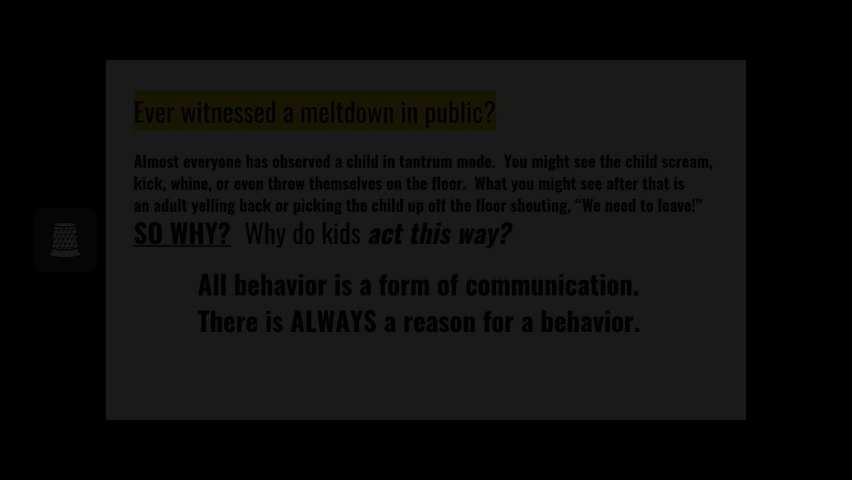 Ever witnessed a meltdown in public?
Almost everyone has observed a child in tantrum mode.  You might see the child scream,
kick, whine, or even throw themselves on the floor.  What you might see after that is
an adult yelling back or picking the child up off the floor shouting, “We need to leave!”
SO WHY?  Why do kids act this way?
All behavior is a form of communication.
There is ALWAYS a reason for a behavior.